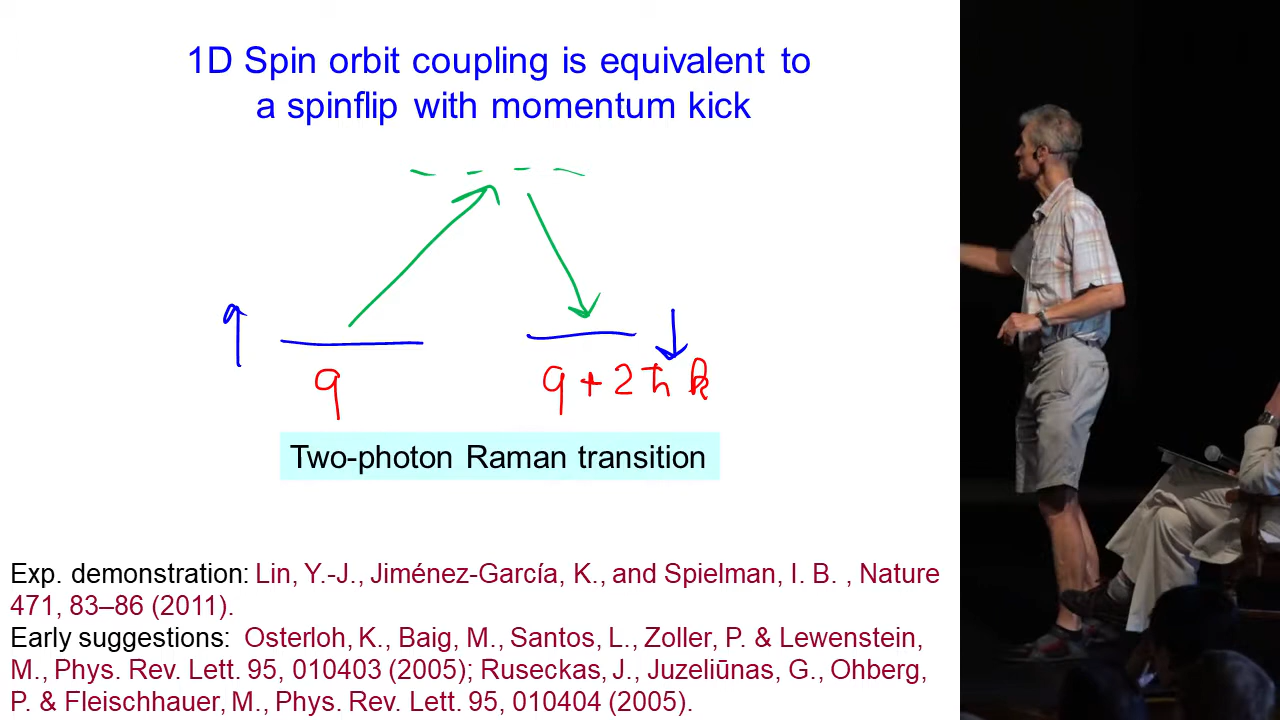 1D Spin orbit coupling is equivalent to
a spinflip with momentum kick
q
q + 2 ħ k
Two-photon Raman transition
Exp. demonstration: Lin, Y.-J., Jiménez-García, K., and Spielman, I. B. , Nature
471, 83–86 (2011).
Early suggestions: Osterloh, K., Baig, M., Santos, L., Zoller, P. & Lewenstein,
M., Phys. Rev. Lett. 95, 010403 (2005); Ruseckas, J., Juzeliūnas, G., Ohberg,
P. & Fleischhauer, M., Phys. Rev. Lett. 95, 010404 (2005).